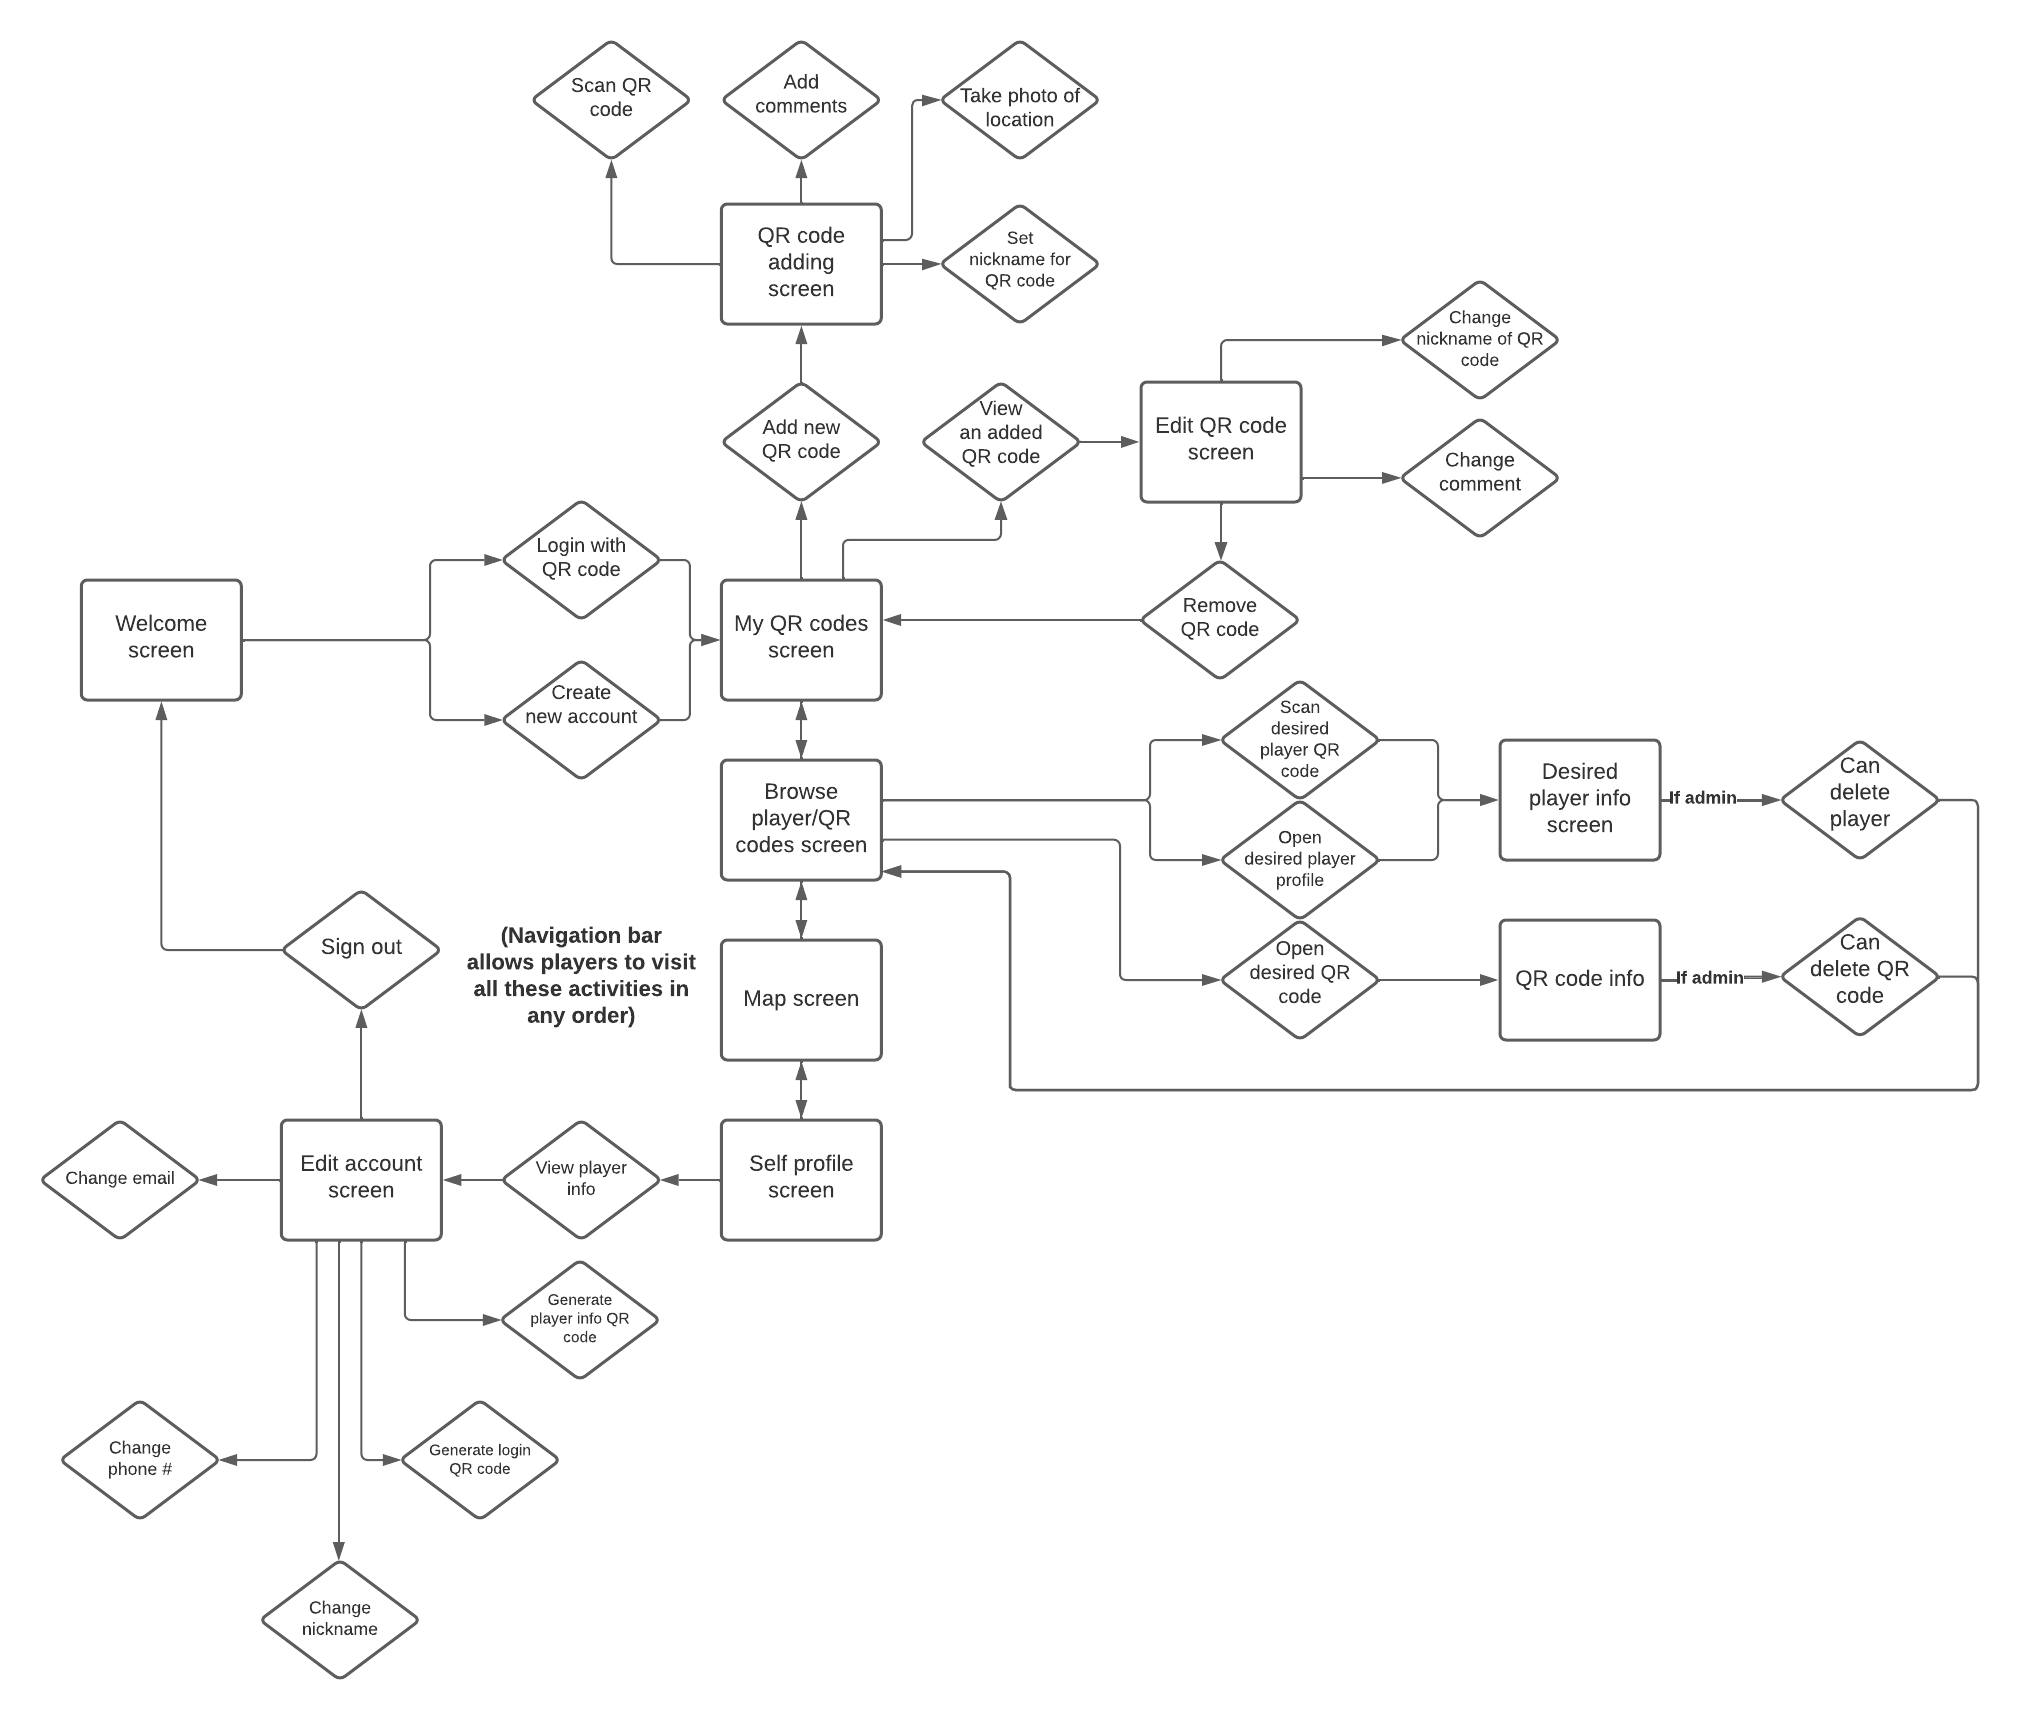 Scan QR
code
Add
comments
Take photo of
location
QR code
adding
screen
Set
nickname for
QR code
Change
nickname of QR
code
Add new
QR code
View
an added
QR code
Edit QR code
screen
Change
comment
Login with
QR code
Welcome
screen
My QR codes
screen
Remove
QR code
Create
new account
Scan
desired
player QR
code
Browse
player/QR
codes screen
Desired
player info
screen
If admin
Can
delete
player
Open
desired player
profile
Sign out
(Navigation bar
allows players to visit
all these activities in
any order)
Map screen
Open
desired QR
code
QR code info
If admin
Can
delete QR
code
Change email
Edit account
screen
View player
info
Self profile
screen
Generate
player info QR
code
Change
phone #
Generate login
QR code
Change
nickname